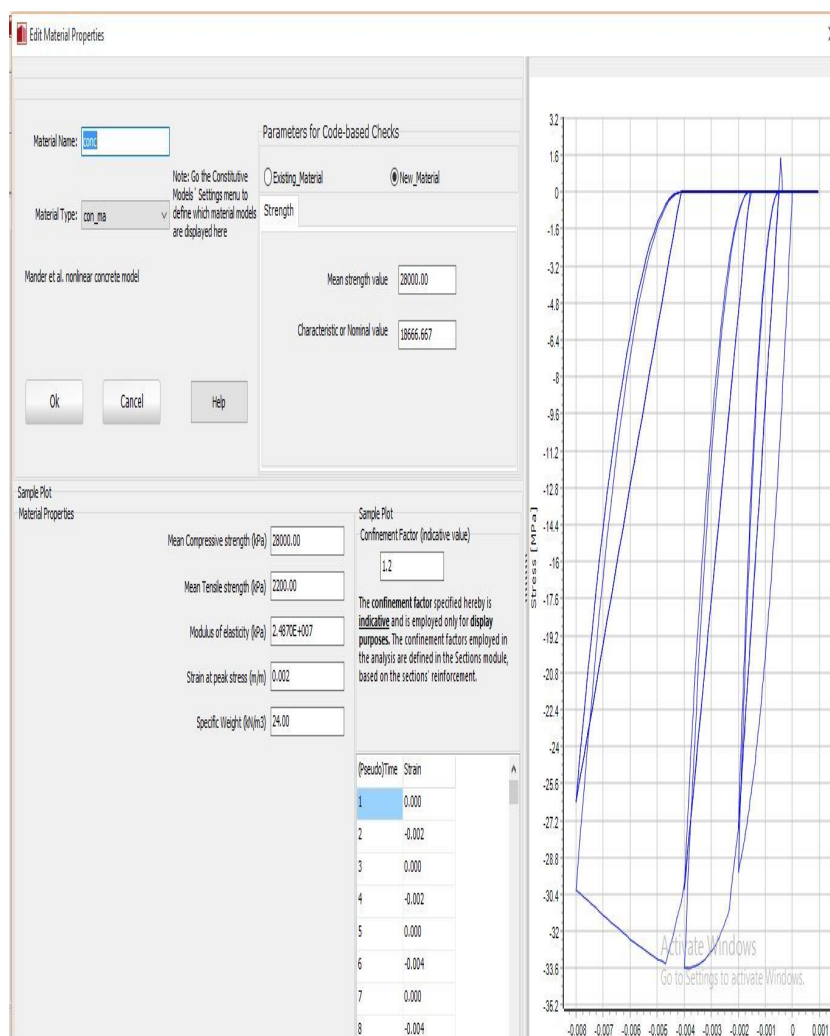 Edit Material Properties
Material Name: conc
Material Type: con_ma
Note: Go the Constitutive
Models` Settings menu to
define which material models
are displayed here
Mander et al. nonlinear concrete model
Ok
Cancel
Help
Parameters for Code-based Checks
Existing_Material
New_Material
Strength
Mean strength value 28000.00
Characteristic or Nominal value 18666.667
Sample Plot
Material Properties
Mean Compressive strength (kPa) 28000.00
Mean Tensile strength (kPa) 2200.00
Modulus of elasticity (kPa) 2.4870E+007
Strain at peak stress (m/m) 0.002
Specific Weight (kN/m3) 24.00
Sample Plot
Confinement Factor (indicative value)
1.2
The confinement factor specified hereby is
indicative and is employed only for display
purposes. The confinement factors employed in
the analysis are defined in the Sections module,
based on the sections' reinforcement.
(Pseudo)Time Strain
1 0.000
2 -0.002
3 0.000
4 -0.002
5 0.000
6 -0.004
7 0.000
8 -0.004
Stress [MPa]
3.2
1.6
0
-1.6
-3.2
-4.8
-6.4
-8
-9.6
-11.2
-12.8
-14.4
-16
-17.6
-19.2
-20.8
-22.4
-24
-25.6
-27.2
-28.8
-30.4
-32
-33.6
-35.2
-0.008 -0.007 -0.006 -0.005 -0.004 -0.003 -0.002 -0.001 0 0.001
Activate Windows
Go to Settings to activate Windows.